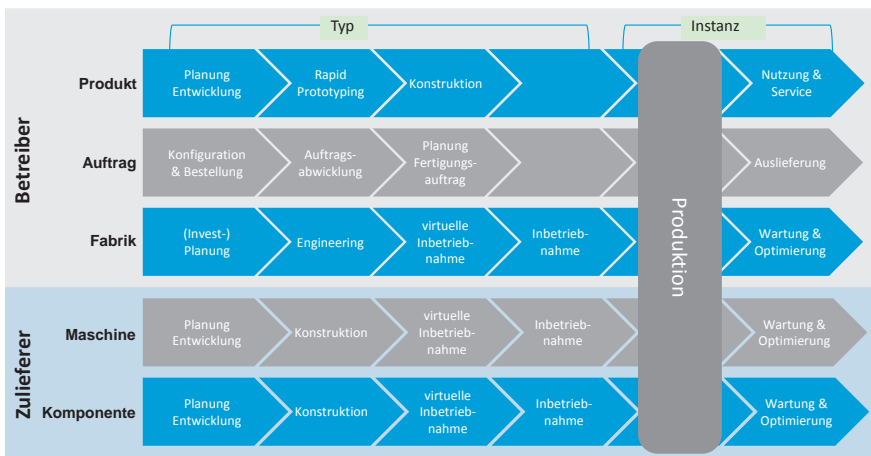 Typ
Instanz
Betreiber
Produkt
Planung
Entwicklung
Rapid
Prototyping
Konstruktion
Nutzung &
Service
Auftrag
Konfiguration
& Bestellung
Auftrags-
abwicklung
Planung
Fertigungs-
auftrag
Auslieferung
Fabrik
(Invest-)
Planung
Engineering
virtuelle
Inbetrieb-
nahme
Inbetrieb-
nahme
Wartung &
Optimierung
Produktion
Zulieferer
Maschine
Planung
Entwicklung
Konstruktion
virtuelle
Inbetrieb-
nahme
Inbetrieb-
nahme
Wartung &
Optimierung
Komponente
Planung
Entwicklung
Konstruktion
virtuelle
Inbetrieb-
nahme
Inbetrieb-
nahme
Wartung &
Optimierung